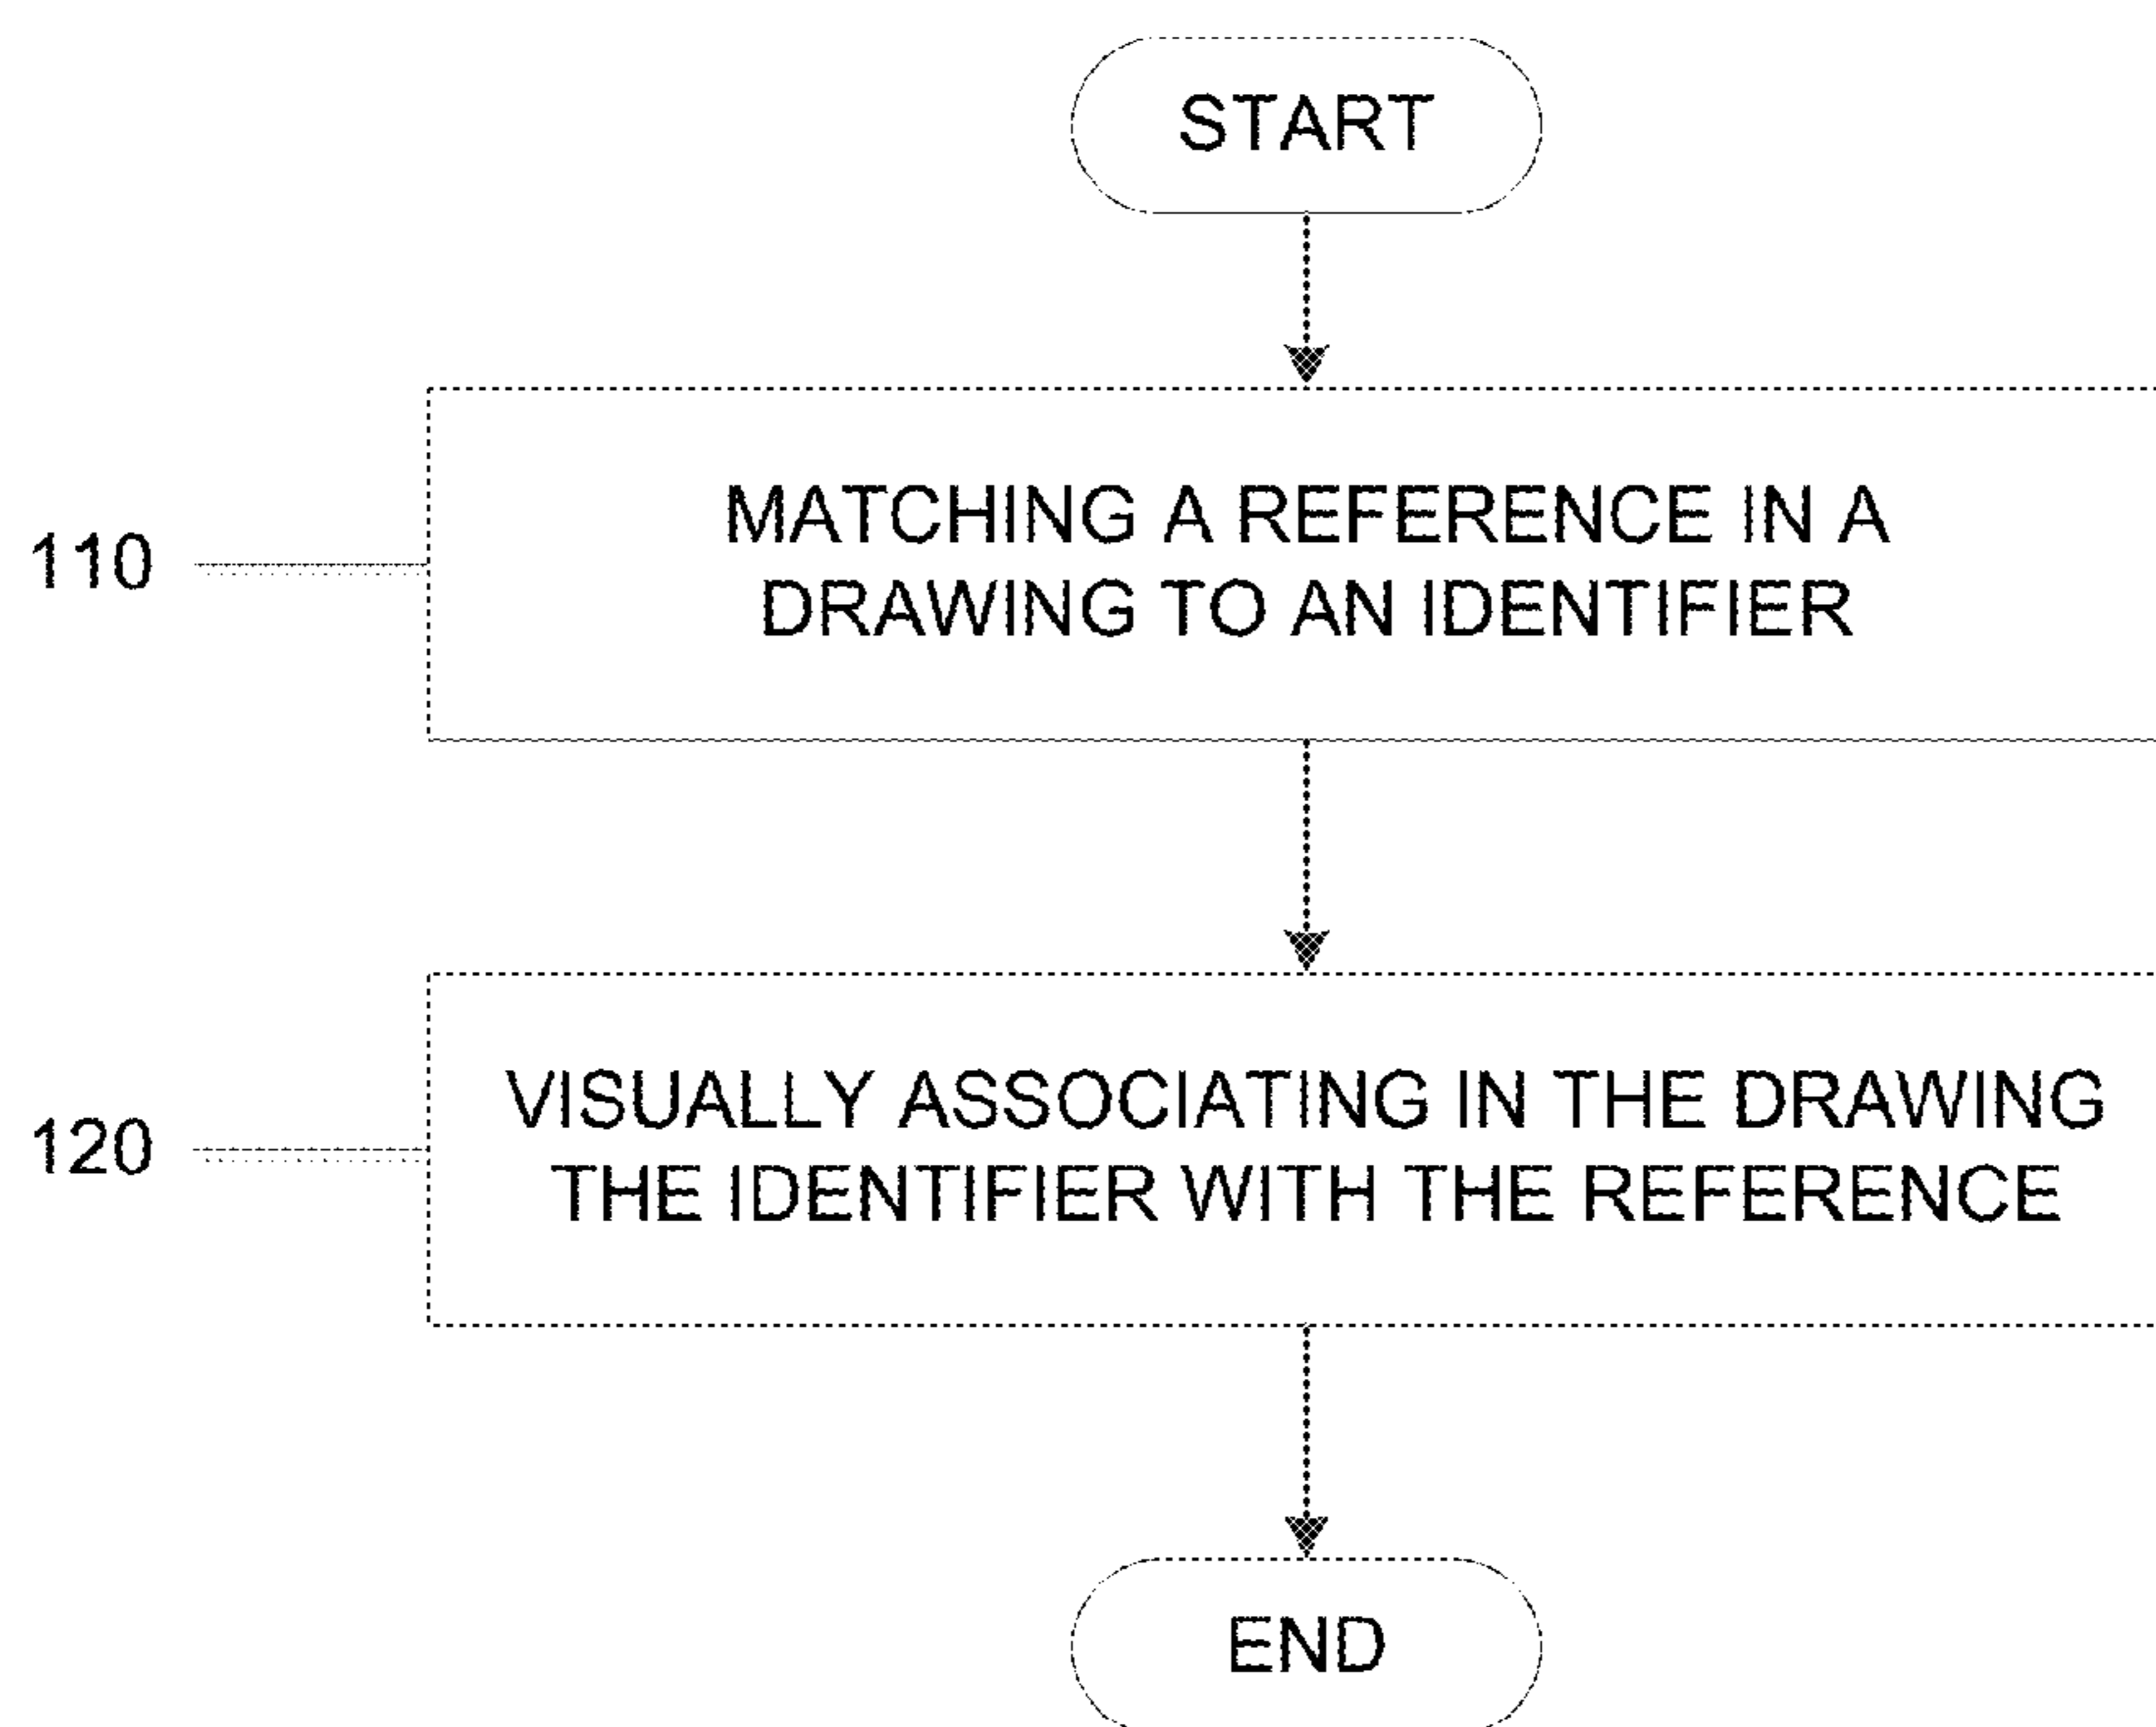 START
110
MATCHING A REFERENCE IN A
DRAWING TO AN IDENTIFIER
120
VISUALLY ASSOCIATING IN THE DRAWING
THE IDENTIFIER WITH THE REFERENCE
END